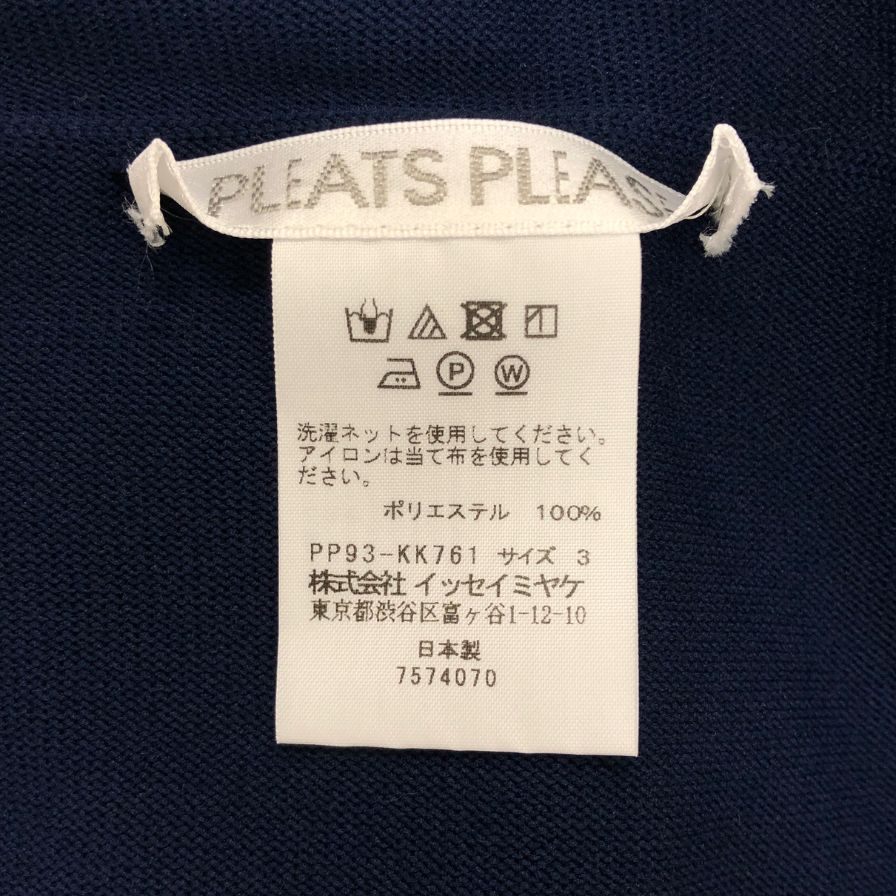 PLEATS PLEASE
P
W
洗濯ネットを使用してください。
アイロンは当て布を使用してく
ださい。
ポリエステル 100%
PP93-KK761 サイズ 3
株式会社 イッセイミヤケ
東京都渋谷区富ヶ谷1-12-10
日本製
7574070